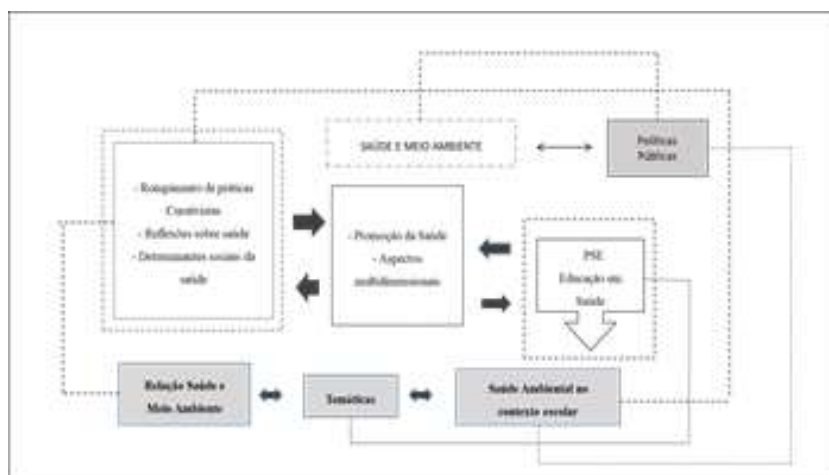 SAÚDE E MEIO AMBIENTE
Políticas
Públicas
- Rompimento de práticas
Curativistas
- Reflexões sobre saúde
- Determinantes sociais da
saúde
- Promoção da Saúde
- Aspectos
multidimensionais
PSE
Educação em
Saúde
Relação Saúde e
Meio Ambiente
Temáticas
Saúde Ambiental no
contexto escolar